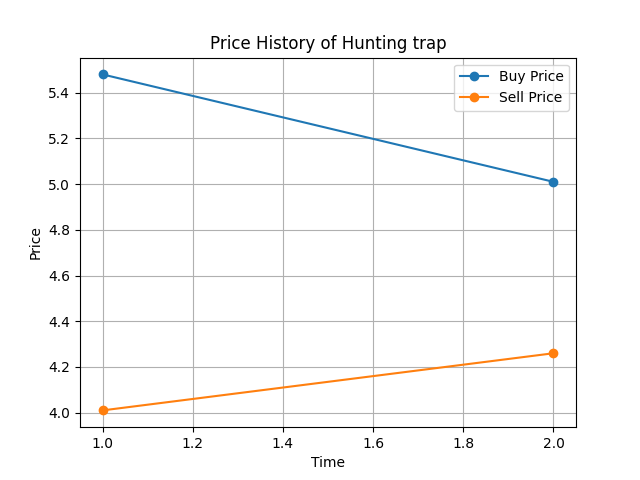 Price History of Hunting trap
Buy Price
Sell Price
Price
5.4
5.2
5.0
4.8
4.6
4.4
4.2
4.0
1.0 1.2 1.4 1.6 1.8 2.0
Time